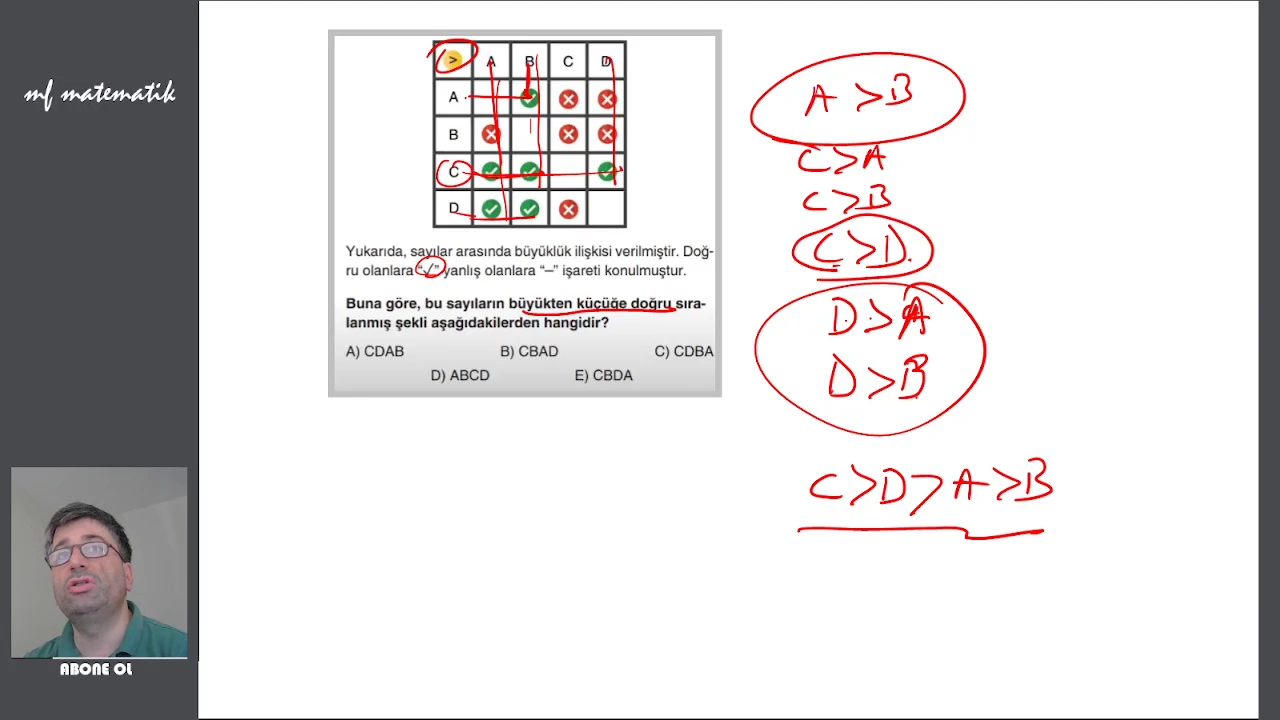 mf matematik
> A B C D
A
B
C
D
Yukarıda, sayılar arasında büyüklük ilişkisi verilmiştir. Doğ-
ru olanlara “✓” yanlış olanlara “–” işareti konulmuştur.
Buna göre, bu sayıların büyükten küçüğe doğru sıra-
lanmış şekli aşağıdakilerden hangidir?
A) CDAB B) CBAD C) CDBA
D) ABCD E) CBDA
A > B
C > A
C > B
C > D.
D > A
D > B
C > D > A > B
ABONE OL